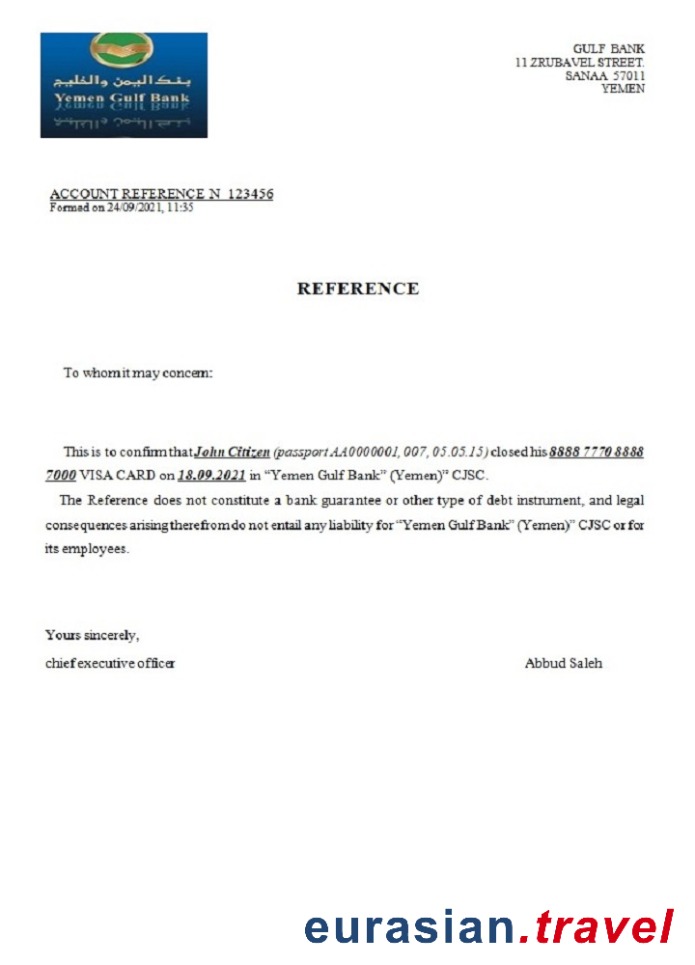 بنك اليمن والخليج
Yemen Gulf Bank
GULF BANK
11 ZRUBAVEL STREET.
SANAA 57011
YEMEN
ACCOUNT REFERENCE N 123456
Formed on 24/09/2021, 11:35
REFERENCE
To whom it may concern:
This is to confirm that John Citizen (passport AA0000001, 007, 05.05.15) closed his 8888 7770 8888
7000 VISA CARD on 18.09.2021 in “Yemen Gulf Bank” (Yemen)” CJSC.
The Reference does not constitute a bank guarantee or other type of debt instrument, and legal
consequences arising therefrom do not entail any liability for “Yemen Gulf Bank” (Yemen)” CJSC or for
its employees.
Yours sincerely,
chief executive officer Abbud Saleh
eurasian.travel